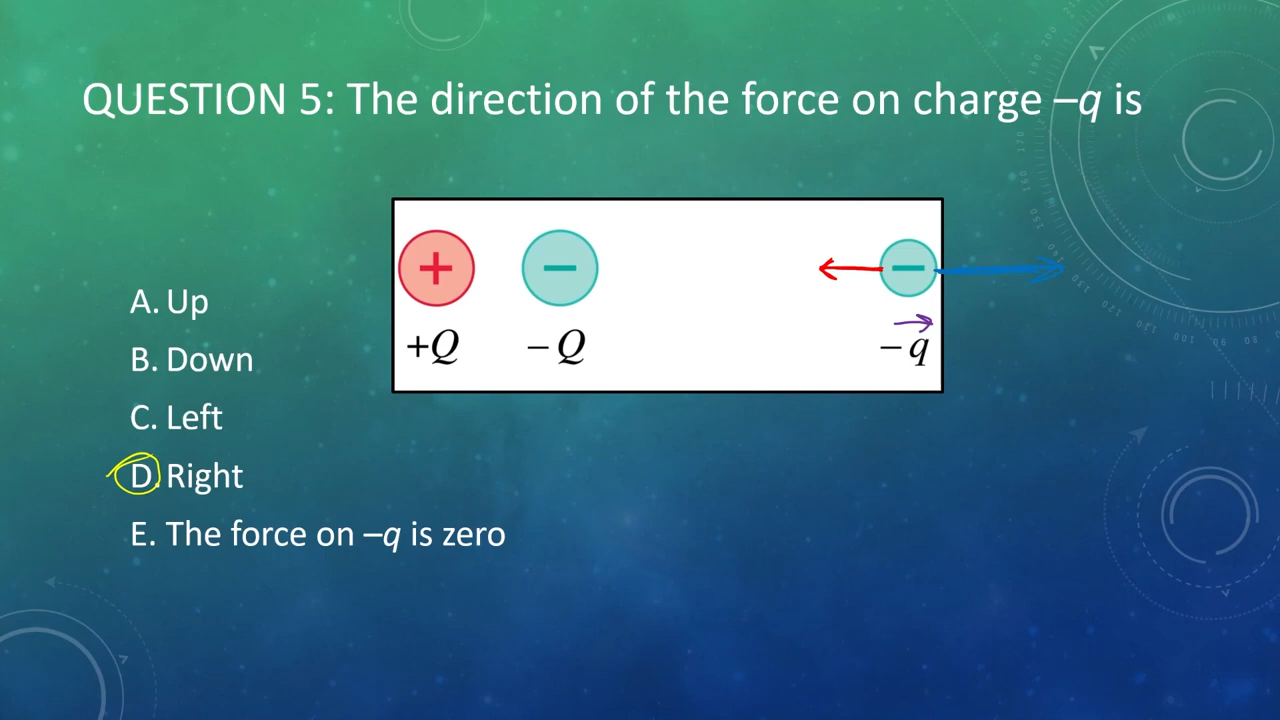 QUESTION 5: The direction of the force on charge –q is
+ − −
+Q – Q – q
A. Up
B. Down
C. Left
D. Right
E. The force on –q is zero